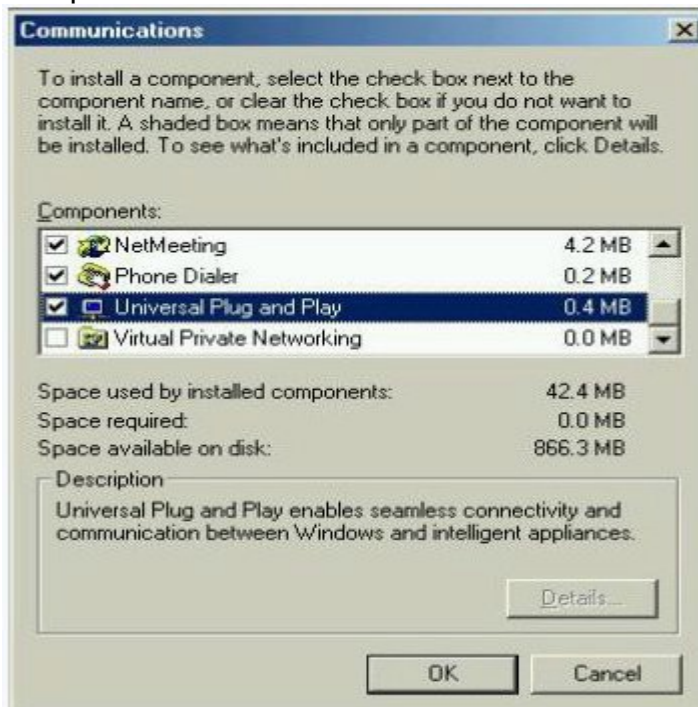 Communications
To install a component, select the check box next to the
component name, or clear the check box if you do not want to
install it. A shaded box means that only part of the component will
be installed. To see what's included in a component, click Details.
Components:
NetMeeting 4.2 MB
Phone Dialer 0.2 MB
Universal Plug and Play 0.4 MB
Virtual Private Networking 0.0 MB
Space used by installed components: 42.4 MB
Space required: 0.0 MB
Space available on disk: 866.3 MB
Description
Universal Plug and Play enables seamless connectivity and
communication between Windows and intelligent appliances.
Details...
OK Cancel